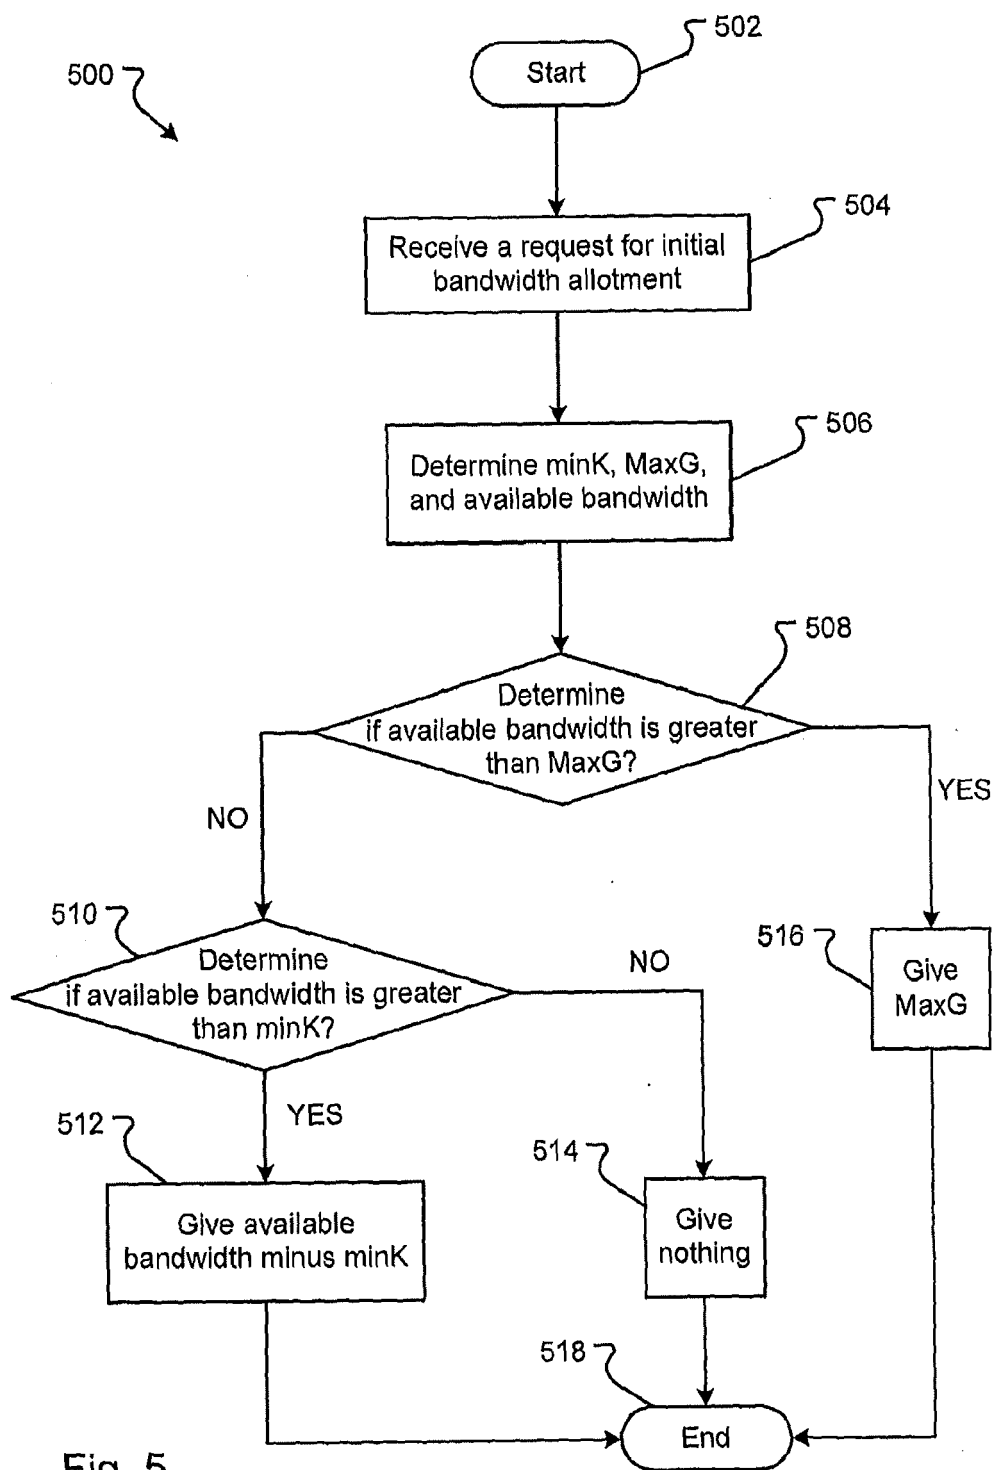 502
500
Start
504
Receive a request for initial
bandwidth allotment
506
Determine minK, MaxG,
and available bandwidth
508
Determine
if available bandwidth is greater
than MaxG?
NO
YES
510
Determine
if available bandwidth is greater
than minK?
NO
516
Give
MaxG
YES
512
Give available
bandwidth minus minK
514
Give
nothing
518
End
Fig. 5